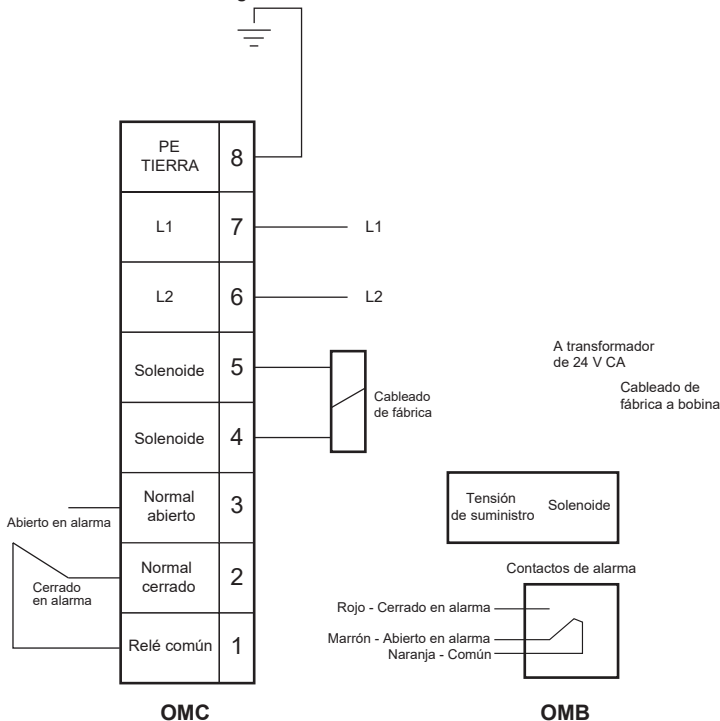 PE
TIERRA
8
L1
7
L1
L2
6
L2
Solenoide
5
Solenoide
4
Cableado
de fábrica
Normal
abierto
3
Abierto en alarma
Normal
cerrado
2
Cerrado
en alarma
Relé común
1
OMC
A transformador
de 24 V CA
Cableado de
fábrica a bobina
Tensión
de suministro
Solenoide
Contactos de alarma
Rojo - Cerrado en alarma
Marrón - Abierto en alarma
Naranja - Común
OMB